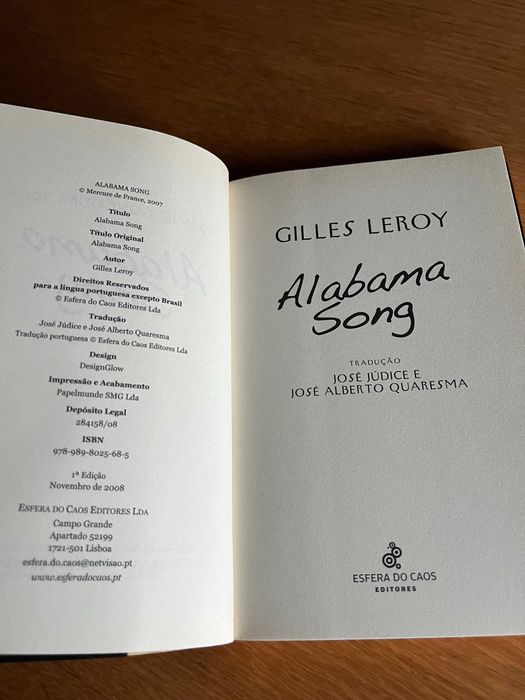 ALABAMA SONG
© Mercure de France, 2007
Título
Alabama Song
Título Original
Alabama Song
Autor
Gilles Leroy
Direitos Reservados
para a língua portuguesa excepto Brasil
© Esfera do Caos Editores Lda
Tradução
José Júdice e José Alberto Quaresma
Tradução portuguesa © Esfera do Caos Editores Lda
Design
DesignGlow
Impressão e Acabamento
Papelmunde SMG Lda
Depósito Legal
284158/08
ISBN
978-989-8025-68-5
1ª Edição
Novembro de 2008
ESFERA DO CAOS EDITORES LDA
Campo Grande
Apartado 52199
1721-501 Lisboa
esfera.do.caos@netvisao.pt
www.esferadocaos.pt
GILLES LEROY
Alabama
Song
TRADUÇÃO
JOSÉ JÚDICE E
JOSÉ ALBERTO QUARESMA
ESFERA DO CAOS
EDITORES